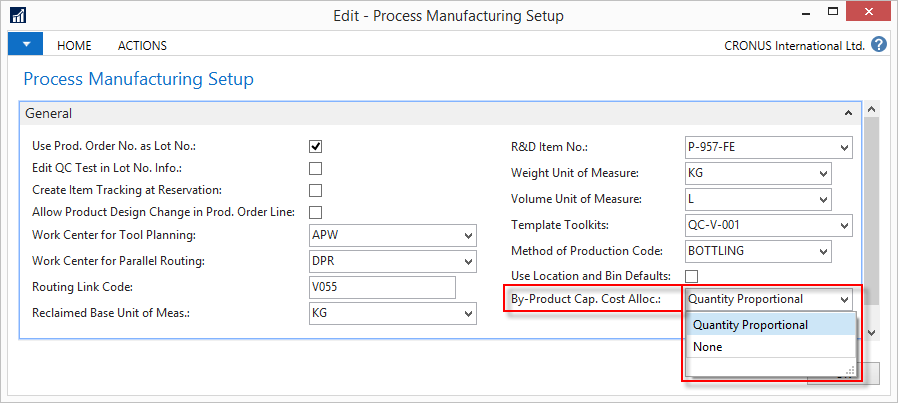 Edit - Process Manufacturing Setup
HOME ACTIONS CRONUS International Ltd. ?
Process Manufacturing Setup
General
Use Prod. Order No. as Lot No.:
Edit QC Test in Lot No. Info.:
Create Item Tracking at Reservation:
Allow Product Design Change in Prod. Order Line:
Work Center for Tool Planning: APW
Work Center for Parallel Routing: DPR
Routing Link Code: V055
Reclaimed Base Unit of Meas.: KG
R&D Item No.: P-957-FE
Weight Unit of Measure: KG
Volume Unit of Measure: L
Template Toolkits: QC-V-001
Method of Production Code: BOTTLING
Use Location and Bin Defaults:
By-Product Cap. Cost Alloc.: Quantity Proportional
Quantity Proportional
None